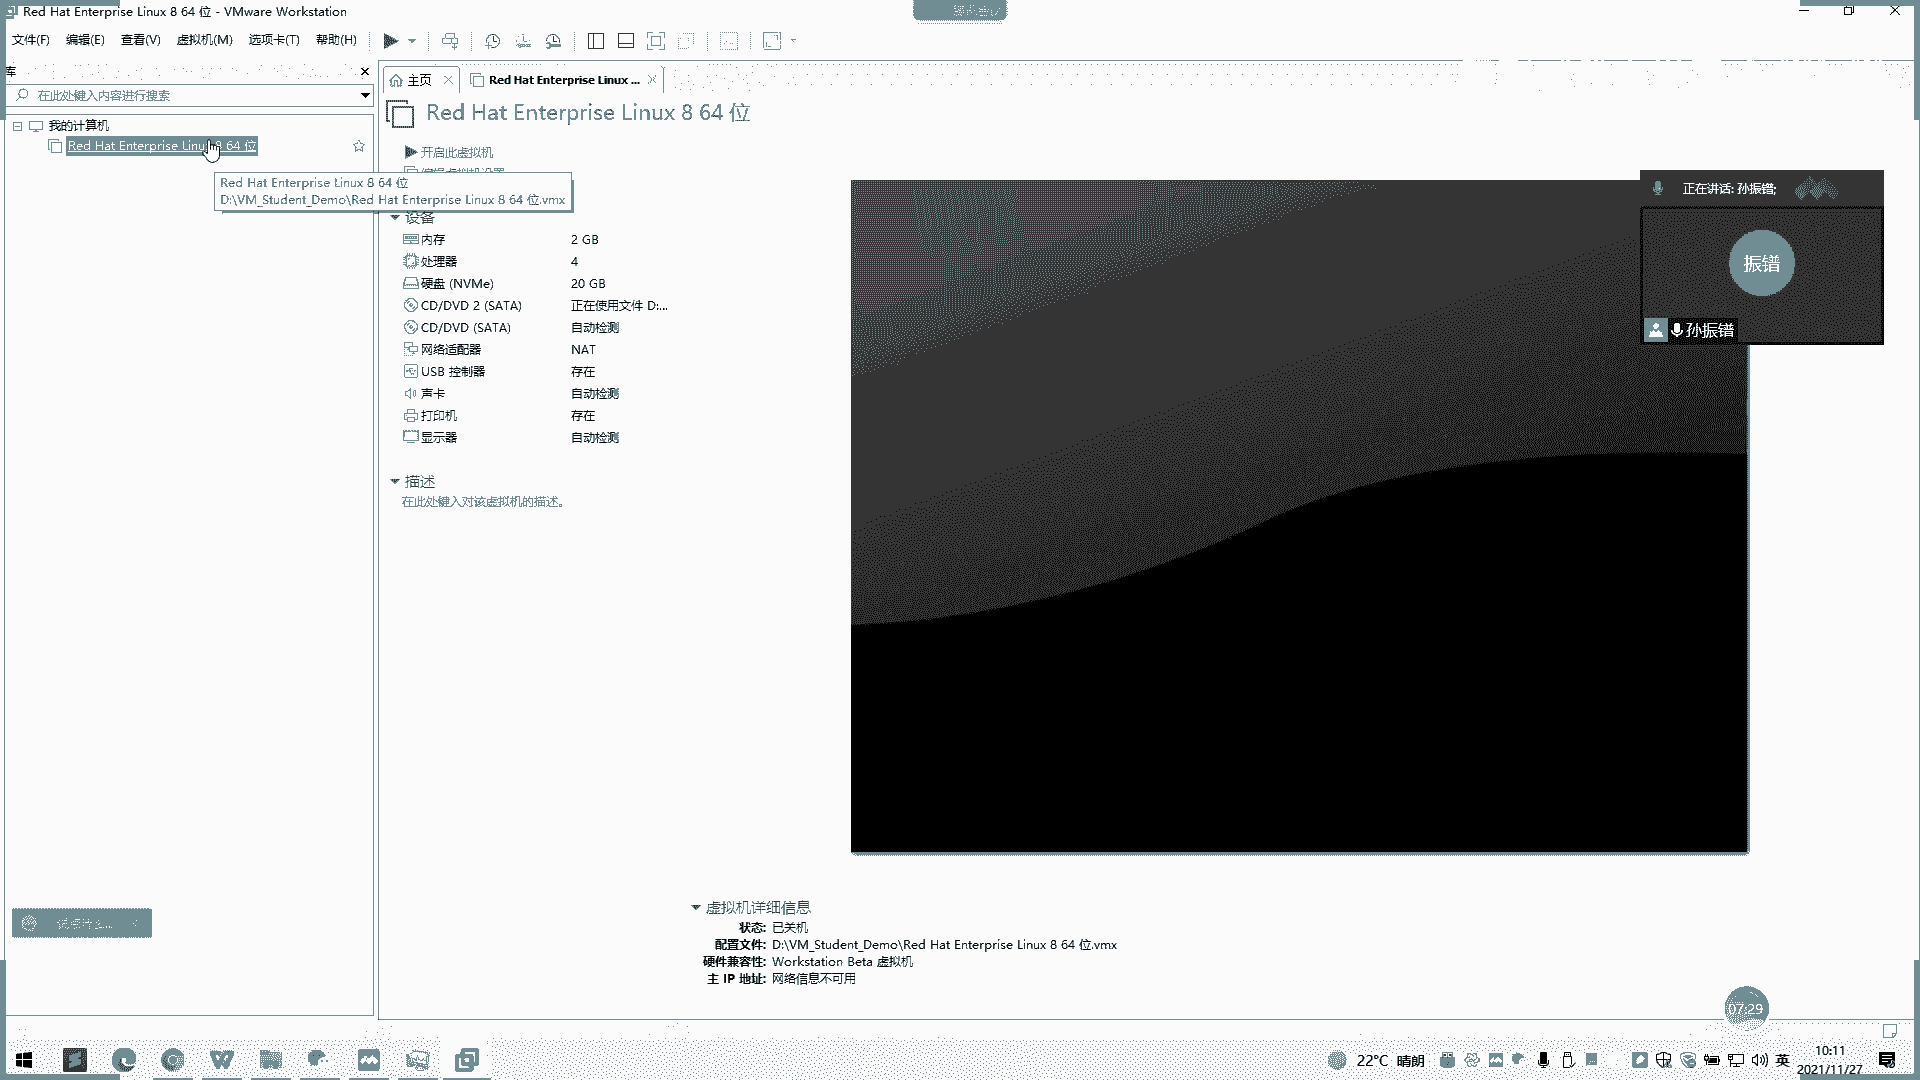 Red Hat Enterprise Linux 8 64 位 - VMware Workstation
文件(F) 编辑(E) 查看(V) 虚拟机(M) 选项卡(T) 帮助(H)
库
在此处键入内容进行搜索
我的计算机
Red Hat Enterprise Linux 8 64 位
Red Hat Enterprise Linux 8 64 位
D:\VM_Student_Demo\Red Hat Enterprise Linux 8 64 位.vmx
主页
Red Hat Enterprise Linux ...
Red Hat Enterprise Linux 8 64 位
开启此虚拟机
设备
内存 2 GB
处理器 4
硬盘 (NVMe) 20 GB
CD/DVD 2 (SATA) 正在使用文件 D:...
CD/DVD (SATA) 自动检测
网络适配器 NAT
USB 控制器 存在
声卡 自动检测
打印机 存在
显示器 自动检测
描述
在此处键入对该虚拟机的描述。
正在讲话: 孙振镨;
振镨
孙振镨
虚拟机详细信息
状态: 已关机
配置文件: D:\VM_Student_Demo\Red Hat Enterprise Linux 8 64 位.vmx
硬件兼容性: Workstation Beta 虚拟机
主 IP 地址: 网络信息不可用
07:29
22°C 晴朗
英
10:11
2021/11/27